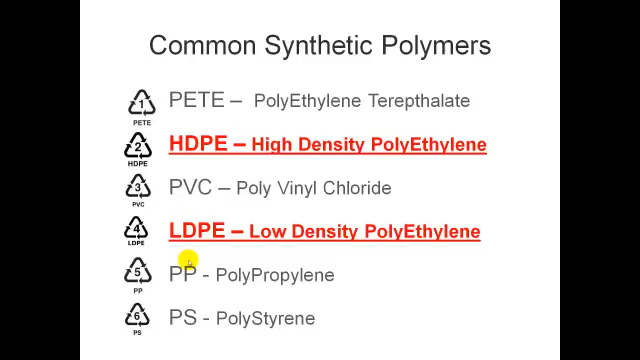 Common Synthetic Polymers
1 PETE PETE – PolyEthylene Terepthalate
2 HDPE HDPE – High Density PolyEthylene
3 PVC PVC – Poly Vinyl Chloride
4 LDPE LDPE – Low Density PolyEthylene
5 PP PP - PolyPropylene
6 PS PS - PolyStyrene